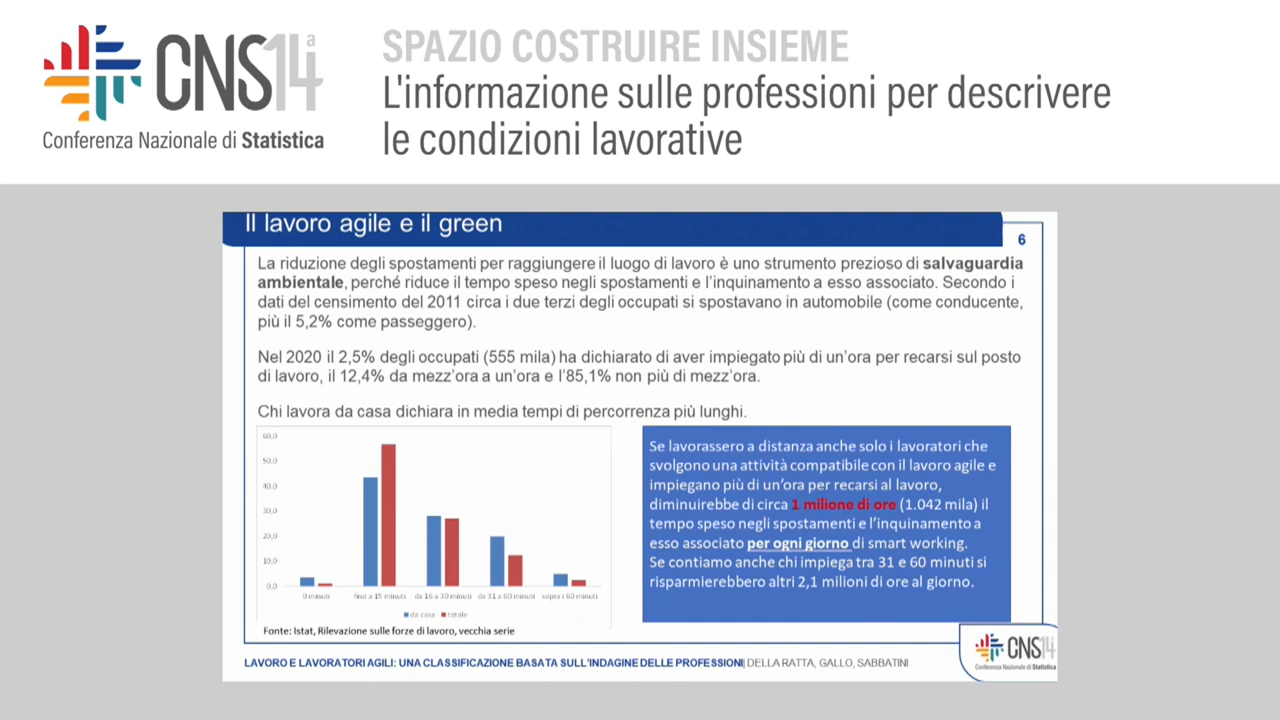 CNS14ª
Conferenza Nazionale di Statistica
SPAZIO COSTRUIRE INSIEME
L'informazione sulle professioni per descrivere
le condizioni lavorative
Il lavoro agile e il green
6
La riduzione degli spostamenti per raggiungere il luogo di lavoro è uno strumento prezioso di salvaguardia
ambientale, perché riduce il tempo speso negli spostamenti e l'inquinamento a esso associato. Secondo i
dati del censimento del 2011 circa i due terzi degli occupati si spostavano in automobile (come conducente,
più il 5,2% come passeggero).
Nel 2020 il 2,5% degli occupati (555 mila) ha dichiarato di aver impiegato più di un'ora per recarsi sul posto
di lavoro, il 12,4% da mezz'ora a un'ora e l'85,1% non più di mezz'ora.
Chi lavora da casa dichiara in media tempi di percorrenza più lunghi.
60,0
50,0
40,0
30,0
20,0
10,0
0,0
0 minuti fino a 15 minuti da 16 a 30 minuti da 31 a 60 minuti sopra i 60 minuti
da casa totale
Fonte: Istat, Rilevazione sulle forze di lavoro, vecchia serie
Se lavorassero a distanza anche solo i lavoratori che
svolgono una attività compatibile con il lavoro agile e
impiegano più di un'ora per recarsi al lavoro,
diminuirebbe di circa 1 milione di ore (1.042 mila) il
tempo speso negli spostamenti e l'inquinamento a
esso associato per ogni giorno di smart working.
Se contiamo anche chi impiega tra 31 e 60 minuti si
risparmierebbero altri 2,1 milioni di ore al giorno.
LAVORO E LAVORATORI AGILI: UNA CLASSIFICAZIONE BASATA SULL'INDAGINE DELLE PROFESSIONI| DELLA RATTA, GALLO, SABBATINI
CNS14
Conferenza Nazionale di Statistica